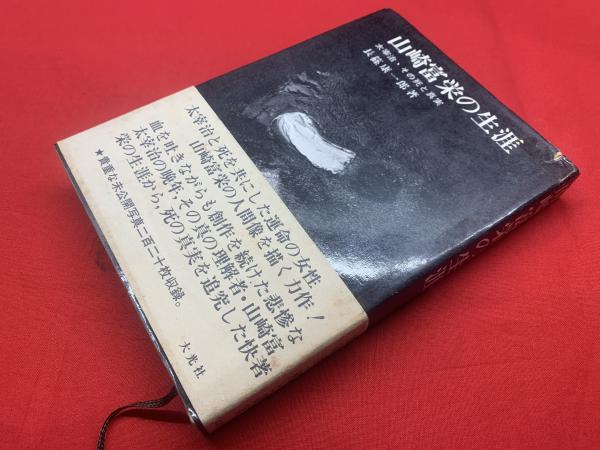 山崎富栄の生涯
太宰治・その死と真実
長篠康一郎著
太宰治と死を共にした運命の女性
山崎富栄の人間像を描く力作！
血を吐きながらも創作を続けた悲惨な
太宰治の晩年，その真の理解者・山崎富
栄の生涯から，死の真実を追究した快著
★貴重な未公開写真二百二十枚収録。
大光社